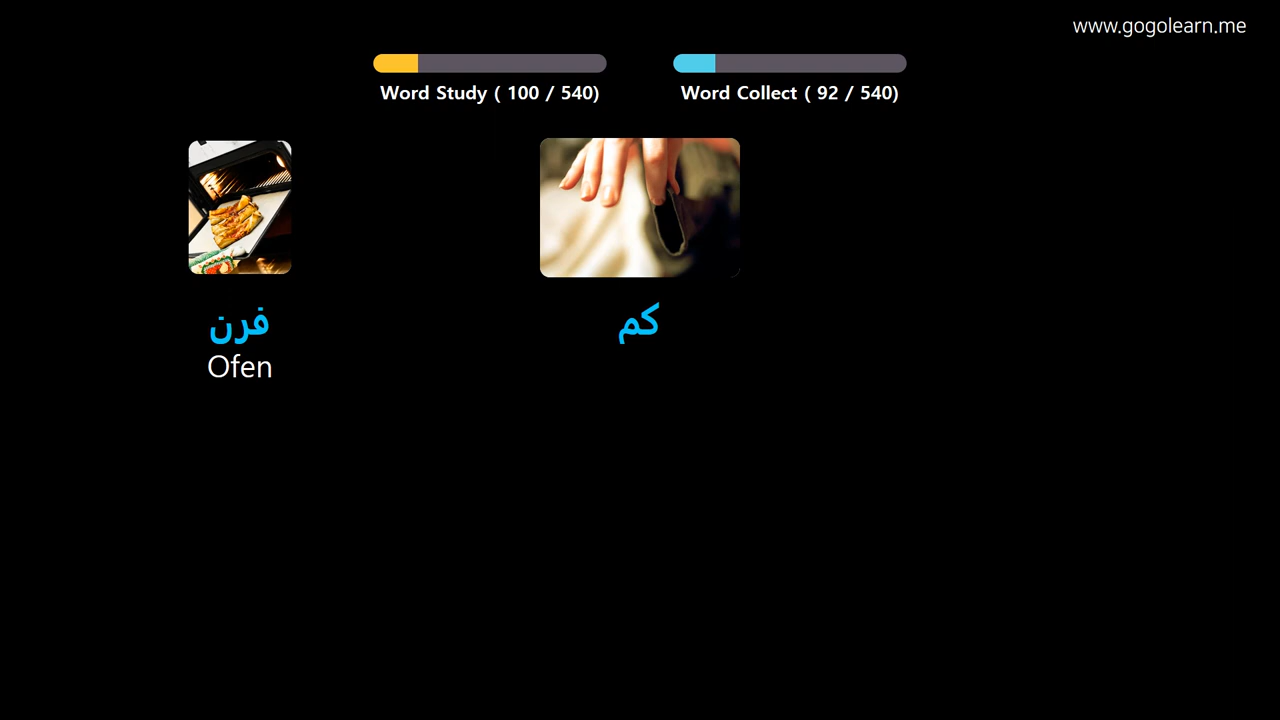 www.gogolearn.me
Word Study ( 100 / 540)
Word Collect ( 92 / 540)
فرن
Ofen
كم